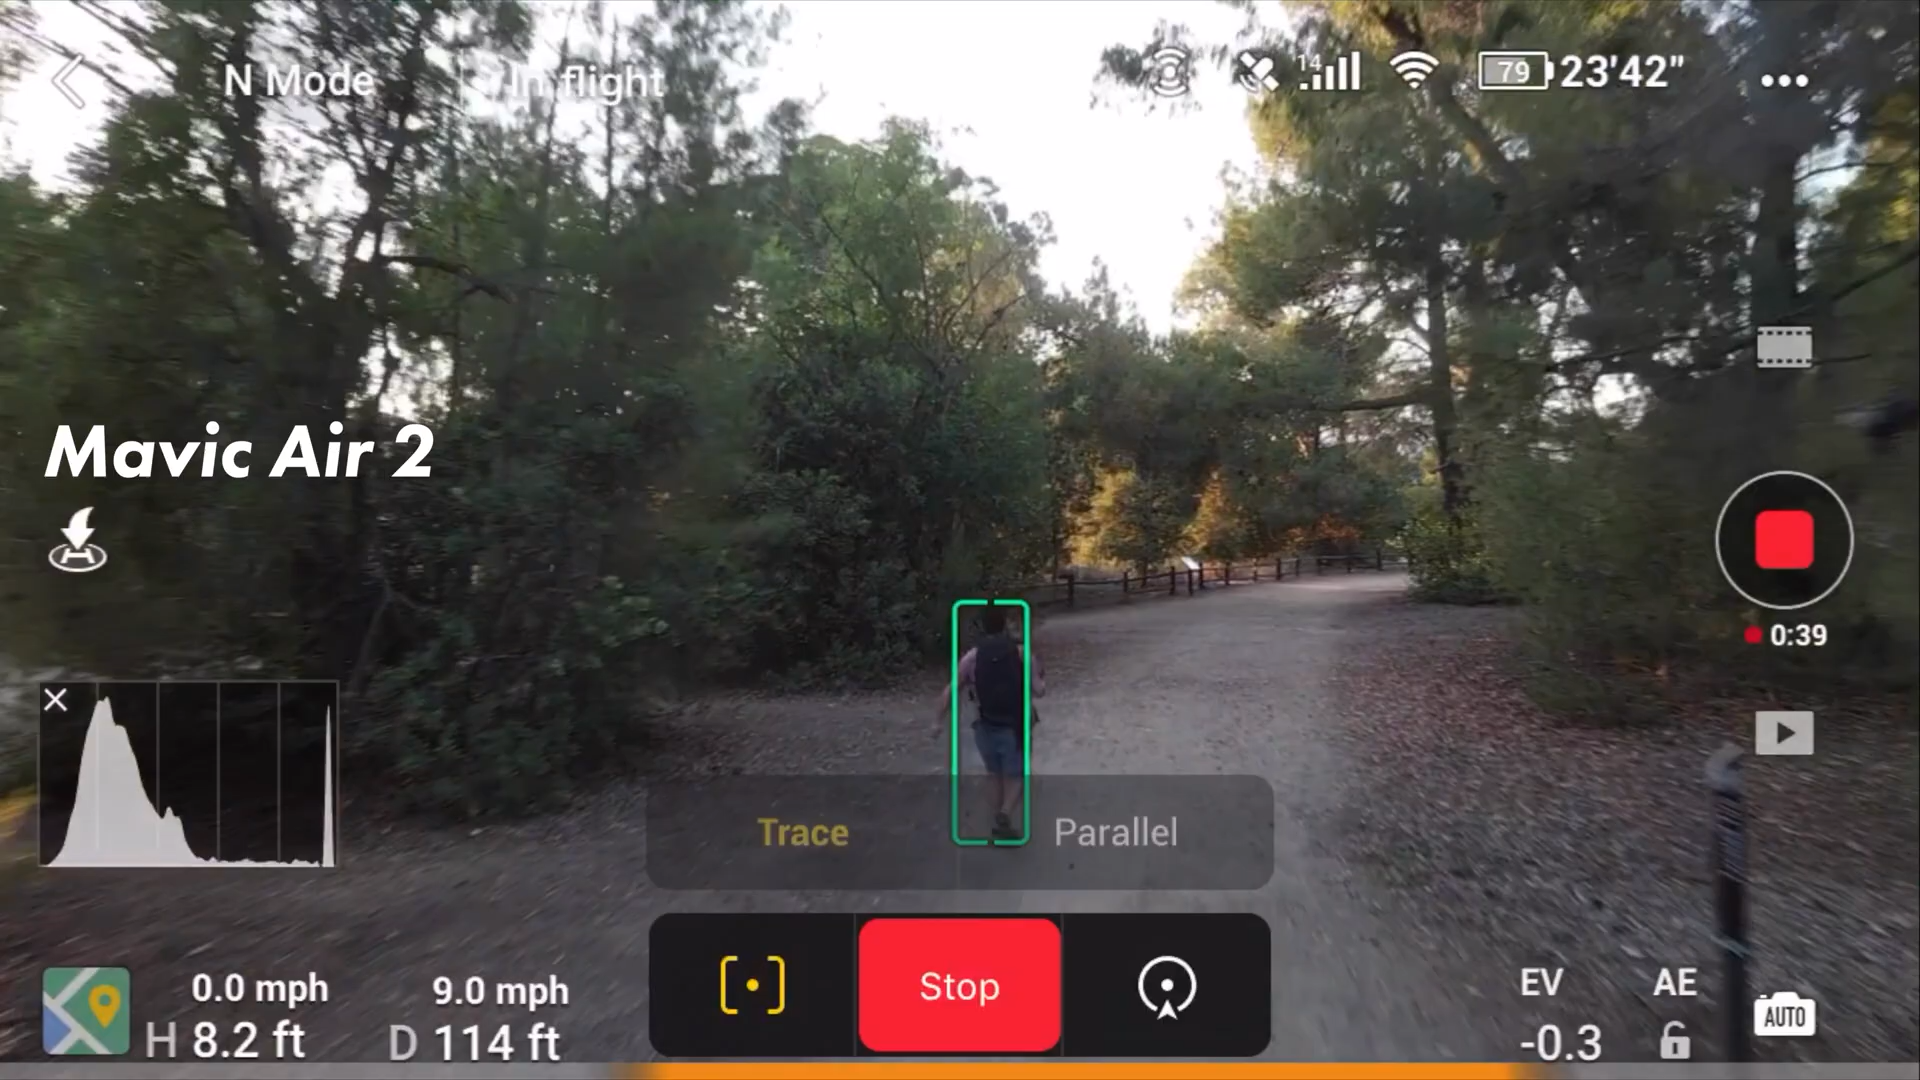 N Mode
In flight
14
79
23'42"
Mavic Air 2
0:39
Trace
Parallel
Stop
0.0 mph
9.0 mph
H 8.2 ft
D 114 ft
EV
AE
-0.3
AUTO